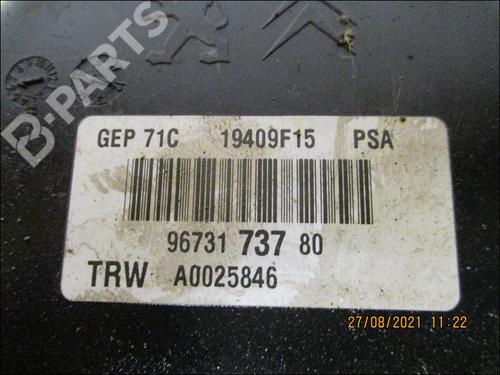 B-PARTS
GEP 71C 19409F15 PSA
96731 737 80
TRW A0025846
27/08/2021 11:22